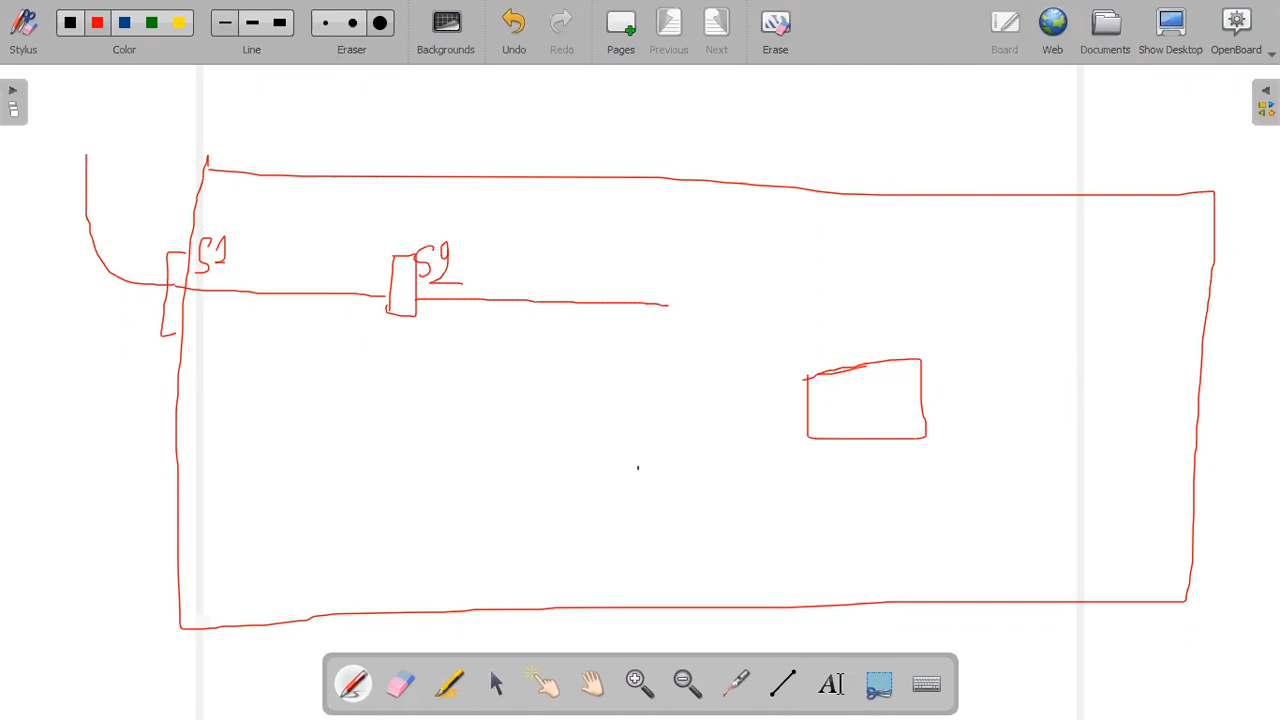 Stylus
Color
Line
Eraser
Backgrounds
Undo
Redo
Pages
Previous
Next
Erase
Board
Web
Documents
Show Desktop
OpenBoard
S1
S2